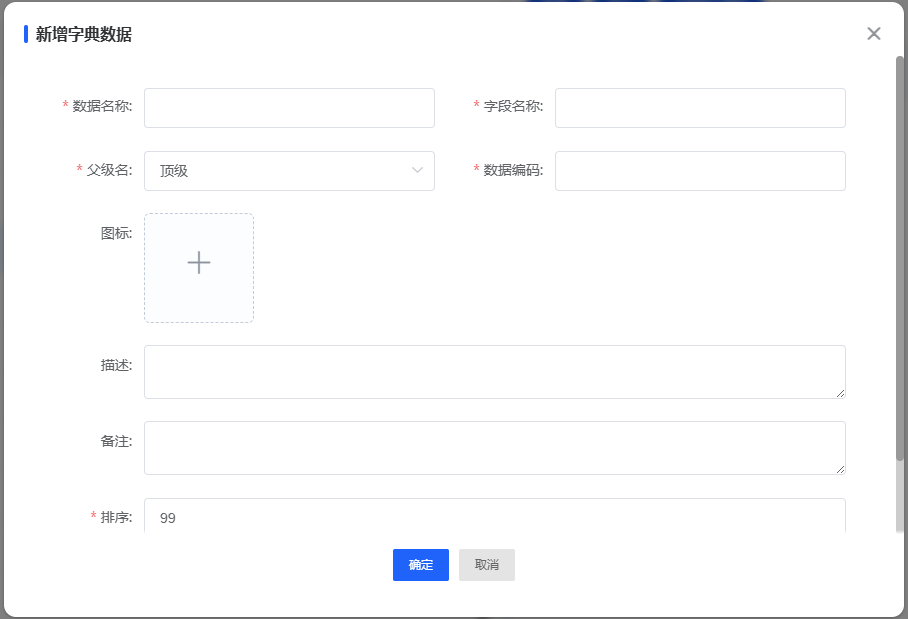 新增字典数据
* 数据名称:
* 字段名称:
* 父级名: 顶级
* 数据编码:
图标:
描述:
备注:
* 排序: 99
确定 取消